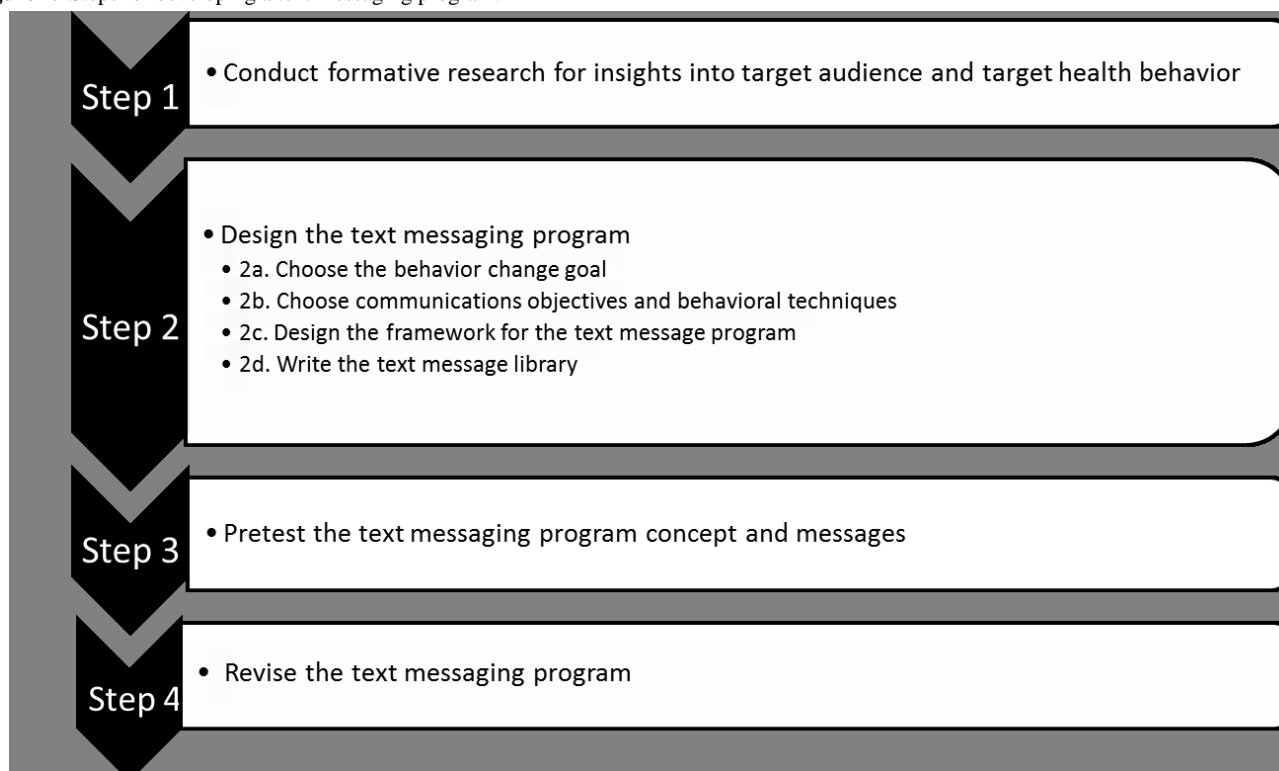 Step 1
• Conduct formative research for insights into target audience and target health behavior
Step 2
• Design the text messaging program
• 2a. Choose the behavior change goal
• 2b. Choose communications objectives and behavioral techniques
• 2c. Design the framework for the text message program
• 2d. Write the text message library
Step 3
• Pretest the text messaging program concept and messages
Step 4
• Revise the text messaging program